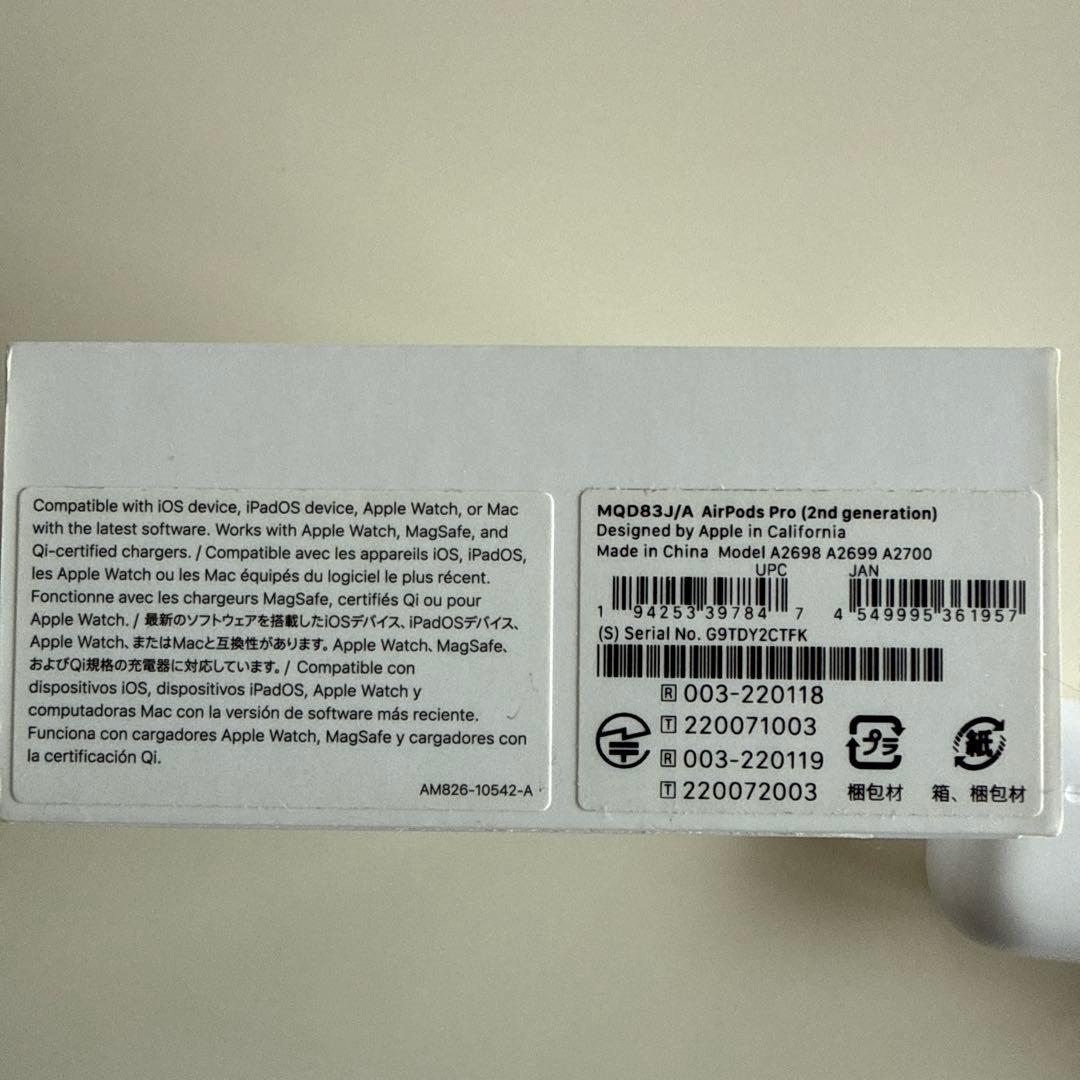 Compatible with iOS device, iPadOS device, Apple Watch, or Mac
with the latest software. Works with Apple Watch, MagSafe, and
Qi-certified chargers. / Compatible avec les appareils iOS, iPadOS,
les Apple Watch ou les Mac équipés du logiciel le plus récent.
Fonctionne avec les chargeurs MagSafe, certifiés Qi ou pour
Apple Watch. / 最新のソフトウェアを搭載したiOSデバイス、iPadOSデバイス、
Apple Watch、またはMacと互換性があります。Apple Watch、MagSafe、
およびQi規格の充電器に対応しています。/ Compatible con
dispositivos iOS, dispositivos iPadOS, Apple Watch y
computadoras Mac con la versión de software más reciente.
Funciona con cargadores Apple Watch, MagSafe y cargadores con
la certificación Qi.
AM826-10542-A
MQD83J/A AirPods Pro (2nd generation)
Designed by Apple in California
Made in China Model A2698 A2699 A2700
UPC JAN
1 94253 39784 7 4 549995 361957
(S) Serial No. G9TDY2CTFK
R 003-220118
T 220071003
R 003-220119
T 220072003
プラ 紙
梱包材 箱、梱包材